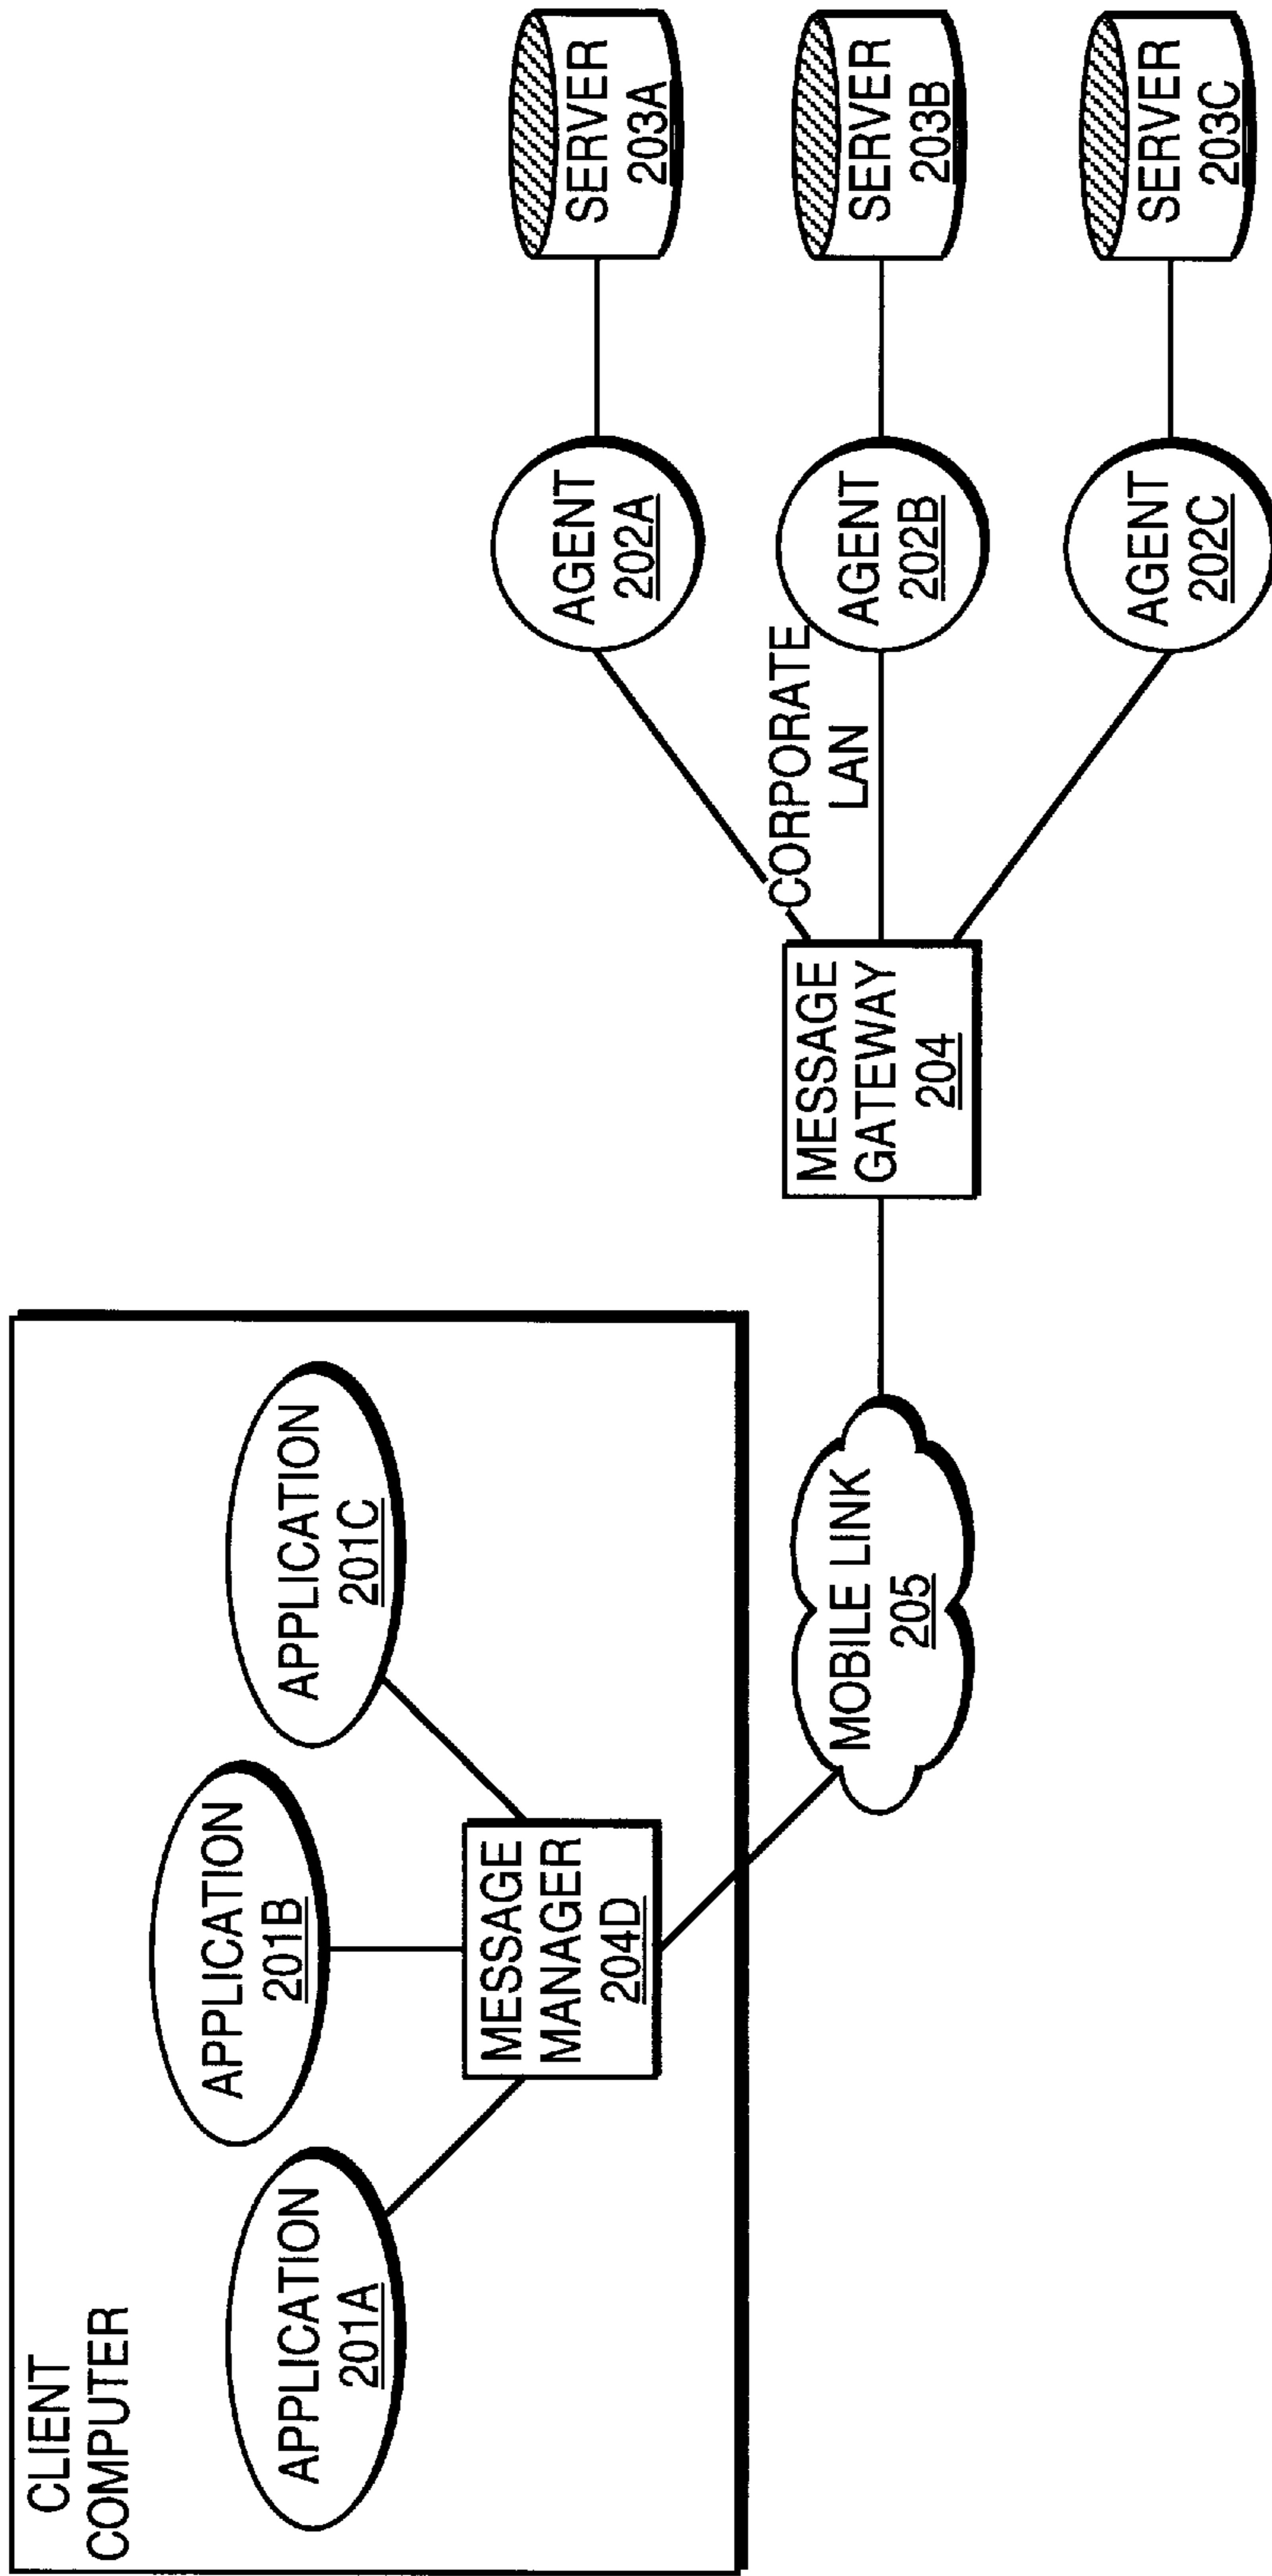 CLIENT
COMPUTER
APPLICATION
201A
APPLICATION
201B
APPLICATION
201C
MESSAGE
MANAGER
204D
MOBILE LINK
205
MESSAGE
GATEWAY
204
CORPORATE
LAN
AGENT
202A
AGENT
202B
AGENT
202C
SERVER
203A
SERVER
203B
SERVER
203C